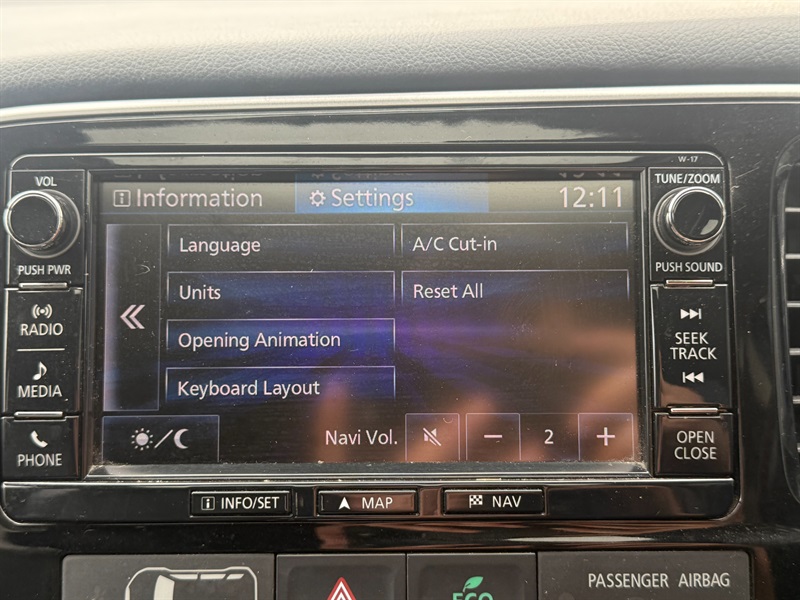 W-17
VOL
TUNE/ZOOM
Information
Settings
12:11
PUSH PWR
PUSH SOUND
Language
A/C Cut-in
Units
Reset All
Opening Animation
Keyboard Layout
Navi Vol.
2
RADIO
MEDIA
PHONE
SEEK
TRACK
OPEN
CLOSE
INFO/SET
MAP
NAV
ECO
PASSENGER AIRBAG